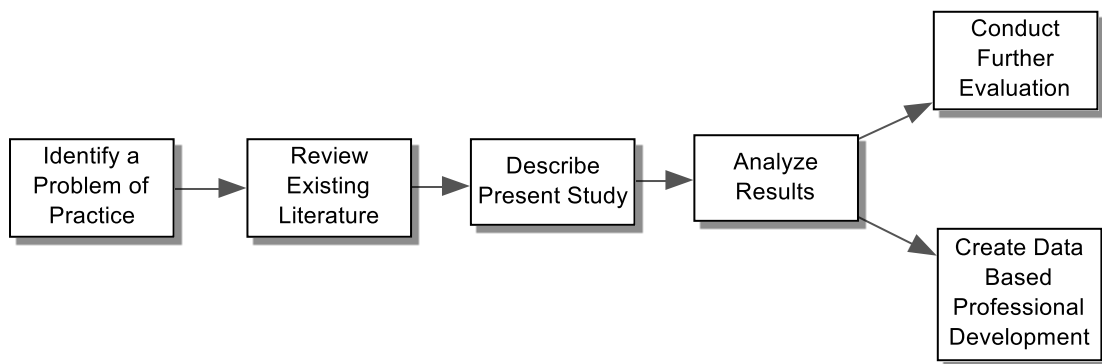 Identify a
Problem of
Practice
Review
Existing
Literature
Describe
Present Study
Analyze
Results
Conduct
Further
Evaluation
Create Data
Based
Professional
Development